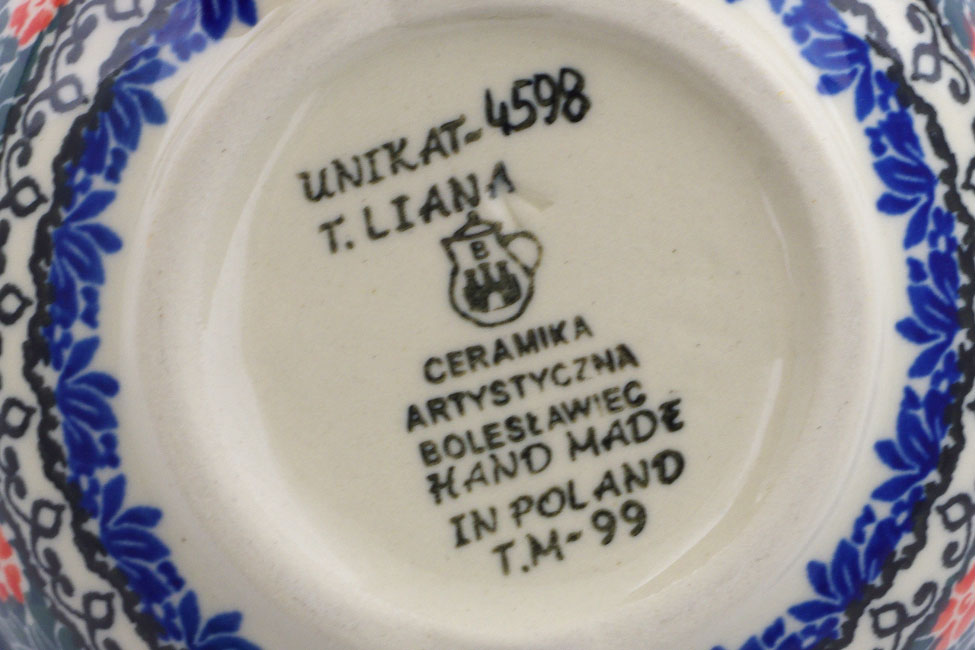 UNIKAT-4598
T. LIANA
B
CERAMIKA
ARTYSTYCZNA
BOLESŁAWIEC
HAND MADE
IN POLAND
T.M-99